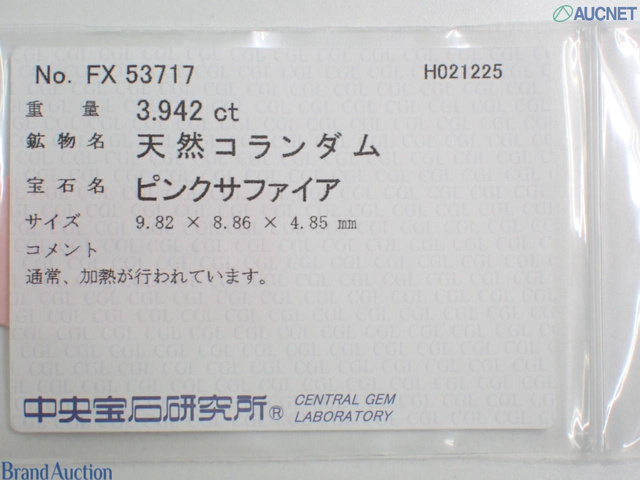 AUCNET
No. FX 53717 H021225
重量 3.942 ct
鉱物名 天然コランダム
宝石名 ピンクサファイア
サイズ 9.82 × 8.86 × 4.85 mm
コメント
通常、加熱が行われています。
中央宝石研究所® CENTRAL GEM LABORATORY
Brand Auction